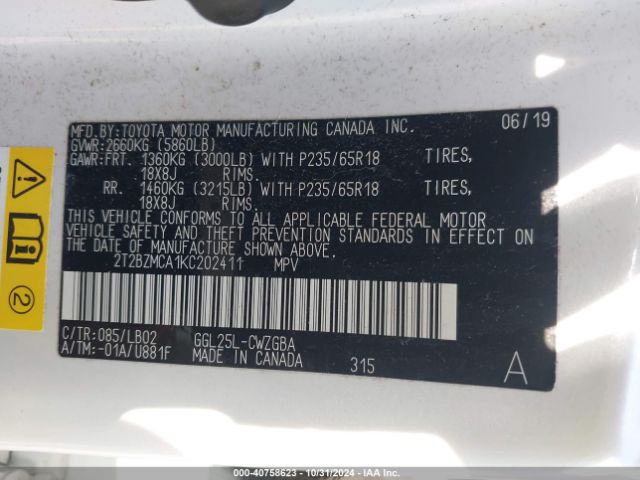 MFD.BY:TOYOTA MOTOR MANUFACTURING CANADA INC. 06/19
GVWR:2660KG (5860LB)
GAWR:FRT. 1360KG (3000LB) WITH P235/65R18 TIRES,
18X8J RIMS.
RR. 1460KG (3215LB) WITH P235/65R18 TIRES,
18X8J RIMS.
THIS VEHICLE CONFORMS TO ALL APPLICABLE FEDERAL MOTOR
VEHICLE SAFETY AND THEFT PREVENTION STANDARDS IN EFFECT ON
THE DATE OF MANUFACTURE SHOWN ABOVE.
2T2BZMCA1KC202411 MPV
C/TR:085/LB02 GGL25L-CWZGBA
A/TM:-01A/U881F MADE IN CANADA 315 A
2
000-40758623 - 10/31/2024 - IAA